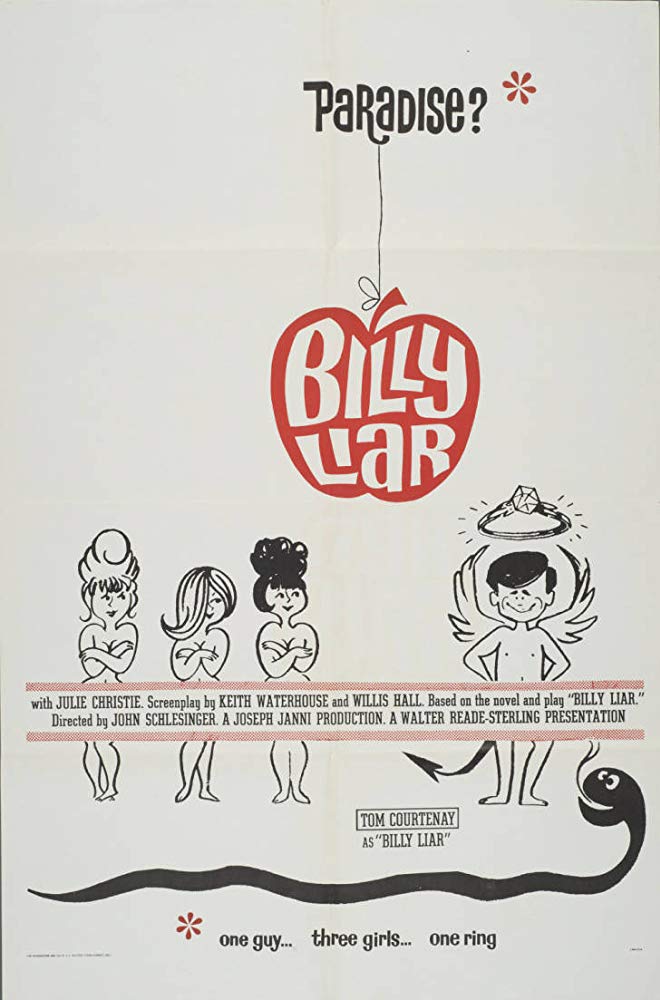 PaRaDise? *
BiLLy
LiaR
with JULIE CHRISTIE. Screenplay by KEITH WATERHOUSE and WILLIS HALL. Based on the novel and play "BILLY LIAR."
Directed by JOHN SCHLESINGER. A JOSEPH JANNI PRODUCTION. A WALTER READE-STERLING PRESENTATION
TOM COURTENAY
AS "BILLY LIAR"
* one guy... three girls... one ring